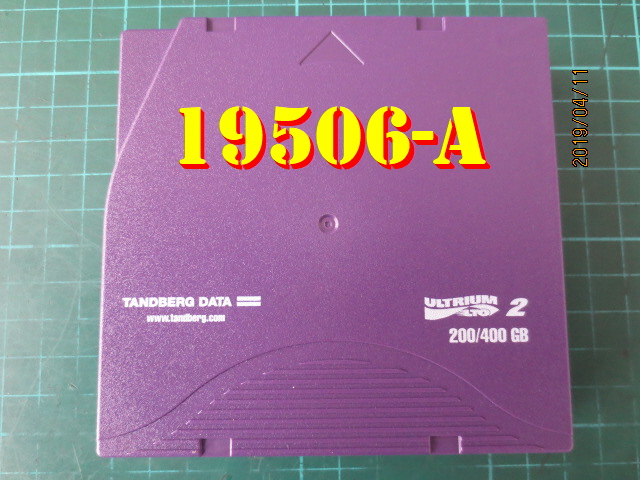 19506-A
2019/04/11
TANDBERG DATA
www.tandberg.com
ULTRIUM 2
LTO
200/400 GB